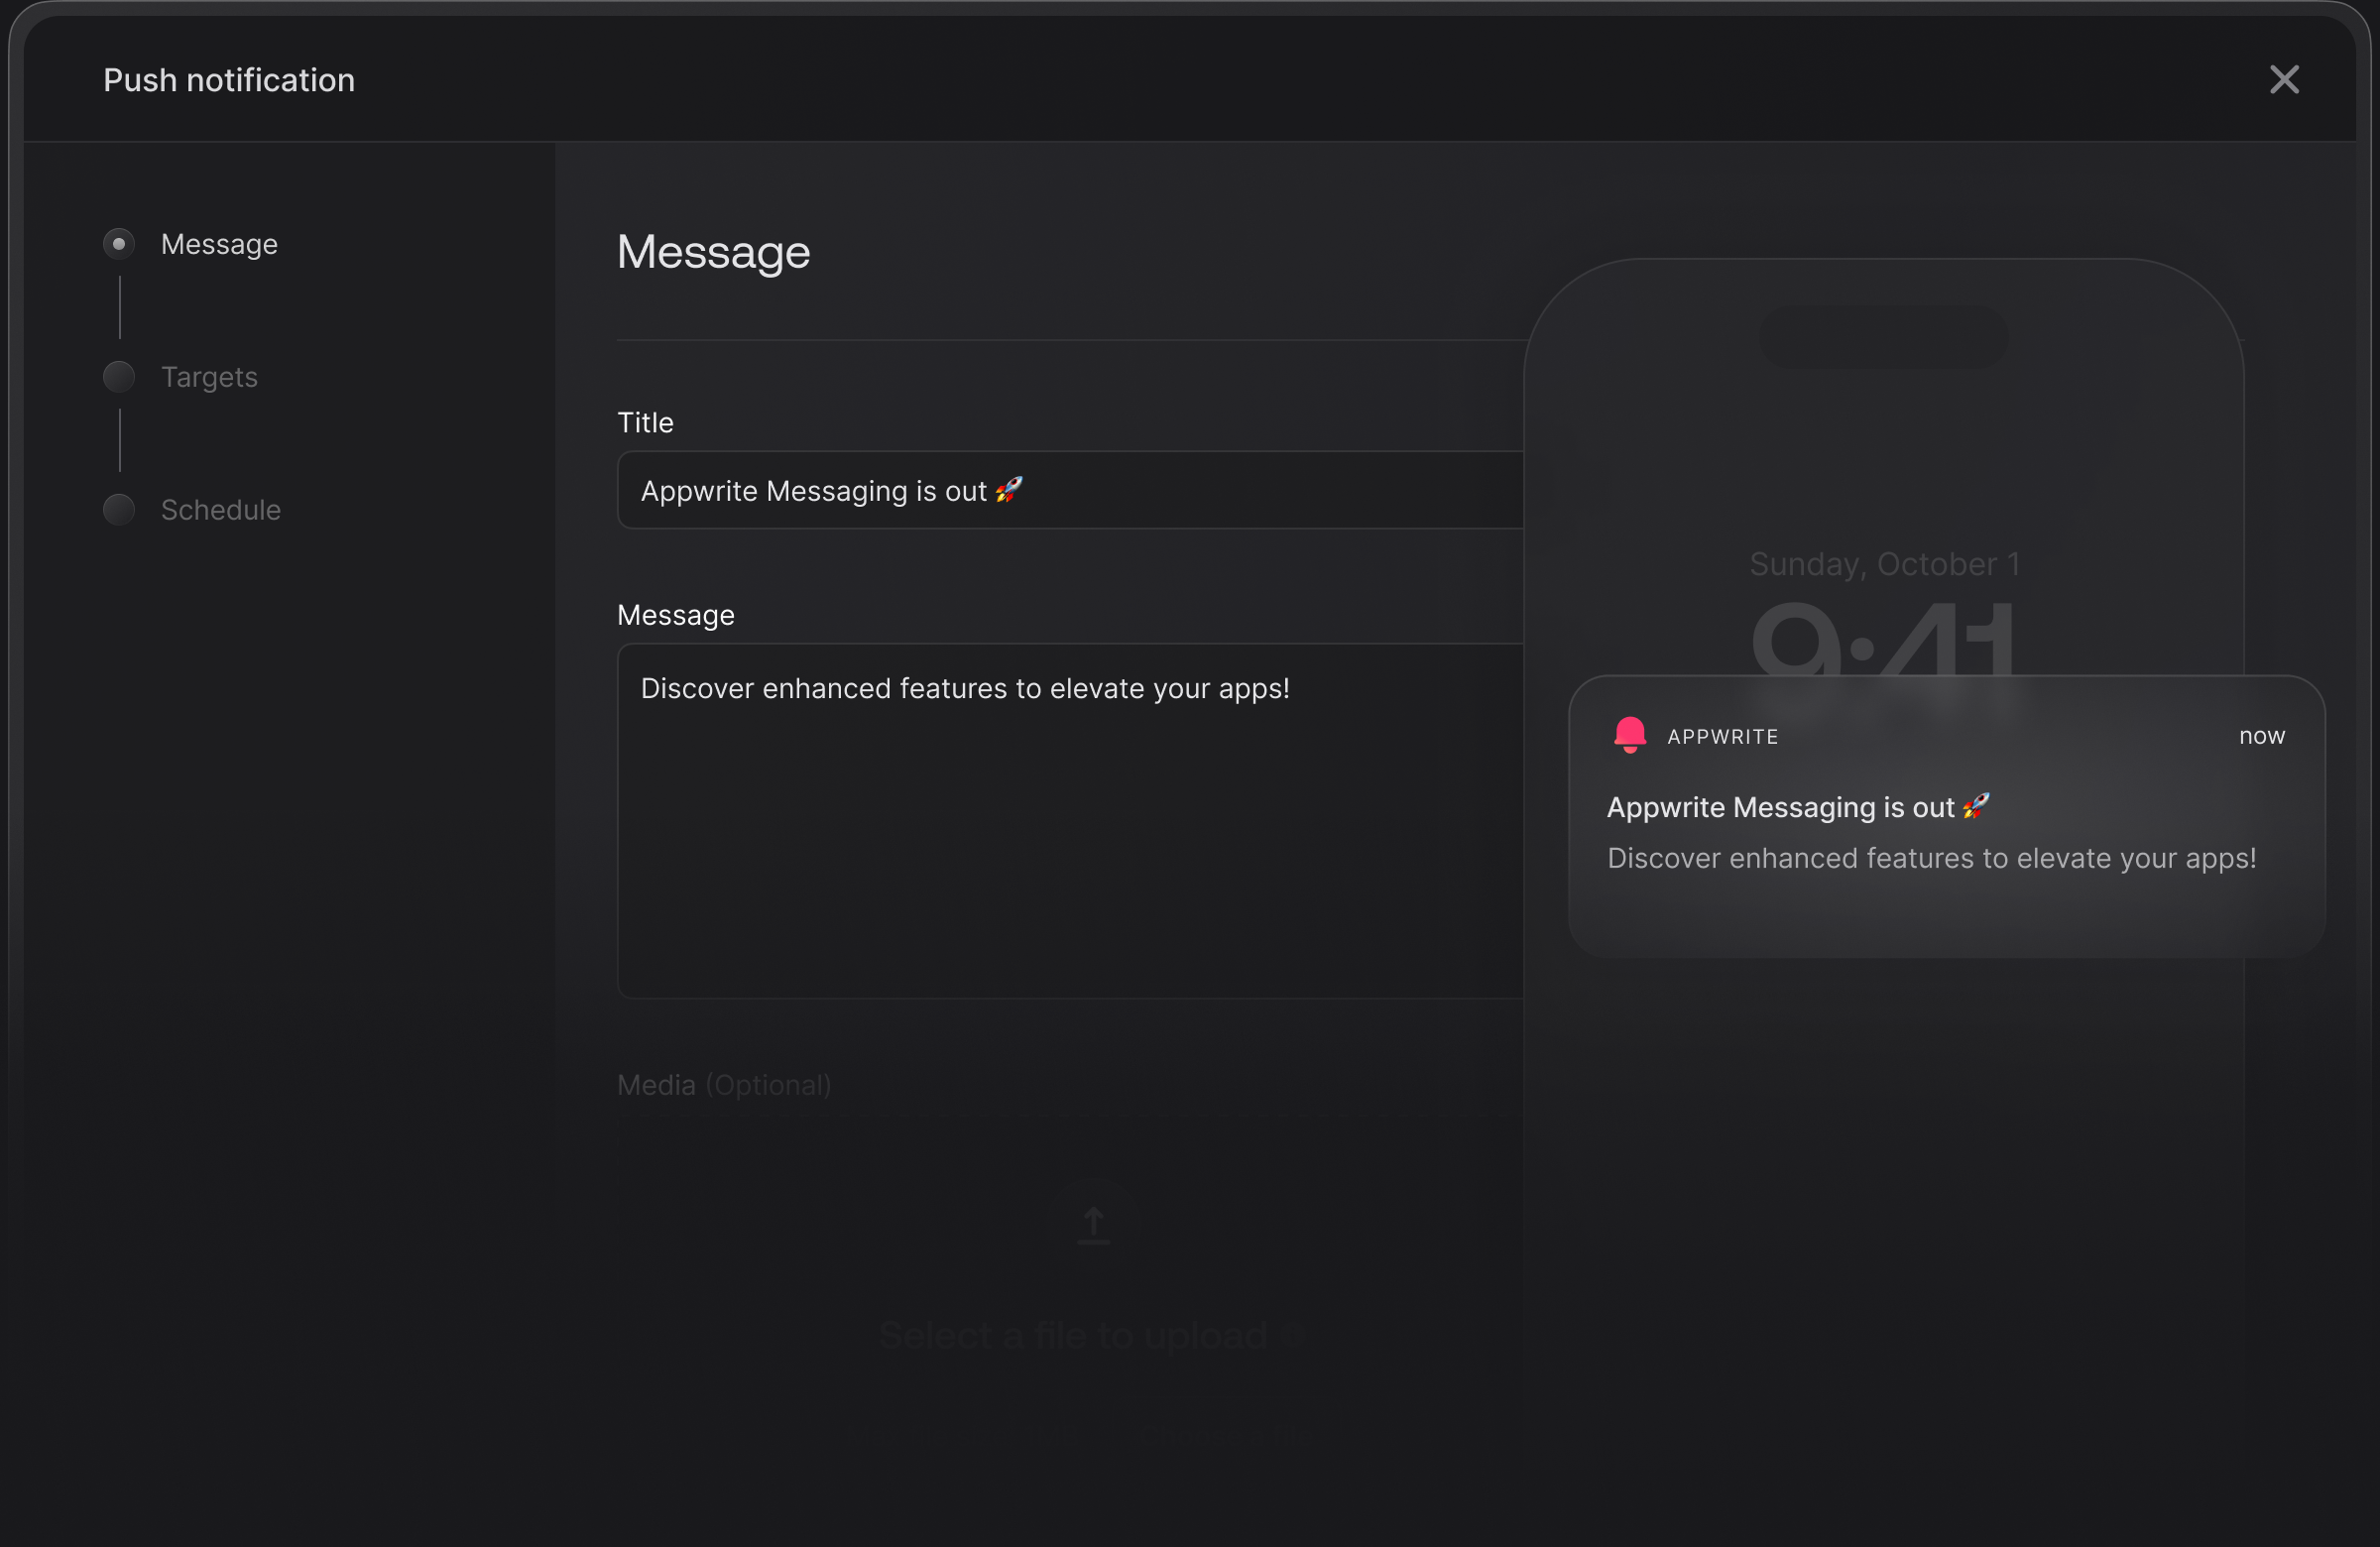 Push notification
Message
Targets
Schedule
Message
Title
Appwrite Messaging is out 🚀
Message
Discover enhanced features to elevate your apps!
Media (Optional)
Select a file to upload
Sunday, October 1
9:41
APPWRITE
now
Appwrite Messaging is out 🚀
Discover enhanced features to elevate your apps!